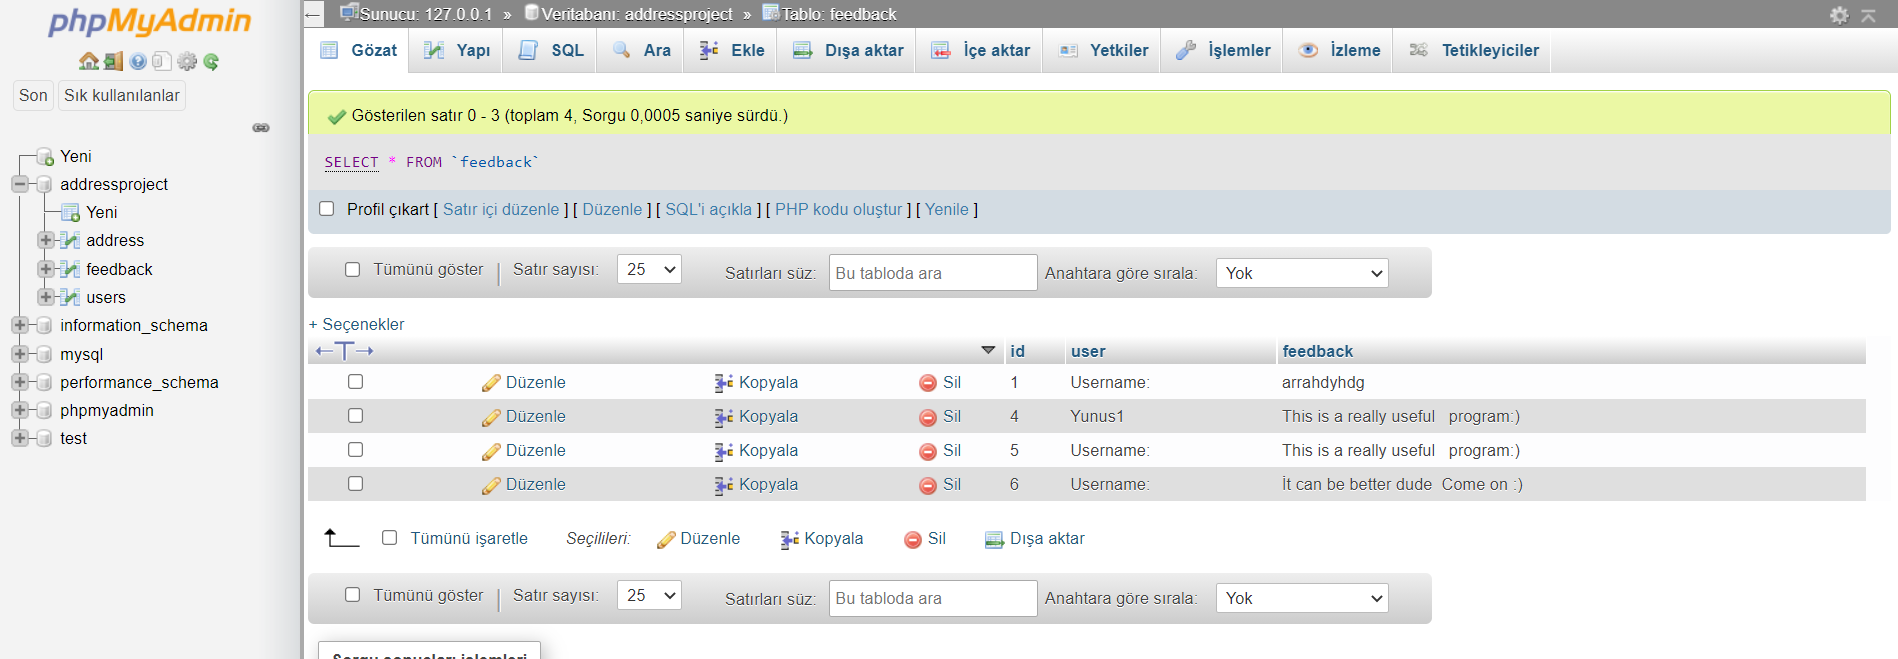 phpMyAdmin
Son Sık kullanılanlar
Yeni
addressproject
Yeni
address
feedback
users
information_schema
mysql
performance_schema
phpmyadmin
test
Sunucu: 127.0.0.1 » Veritabanı: addressproject » Tablo: feedback
Gözat Yapı SQL Ara Ekle Dışa aktar İçe aktar Yetkiler İşlemler İzleme Tetikleyiciler
Gösterilen satır 0 - 3 (toplam 4, Sorgu 0,0005 saniye sürdü.)
SELECT * FROM `feedback`
Profil çıkart [ Satır içi düzenle ] [ Düzenle ] [ SQL'i açıkla ] [ PHP kodu oluştur ] [ Yenile ]
Tümünü göster Satır sayısı: 25 Satırları süz: Bu tabloda ara Anahtara göre sırala: Yok
+ Seçenekler
←T→ id user feedback
Düzenle Kopyala Sil 1 Username: arrahdyhdg
Düzenle Kopyala Sil 4 Yunus1 This is a really useful program:)
Düzenle Kopyala Sil 5 Username: This is a really useful program:)
Düzenle Kopyala Sil 6 Username: İt can be better dude Come on :)
Tümünü işaretle Seçilileri: Düzenle Kopyala Sil Dışa aktar
Tümünü göster Satır sayısı: 25 Satırları süz: Bu tabloda ara Anahtara göre sırala: Yok
Sorgu sonuçları işlemleri